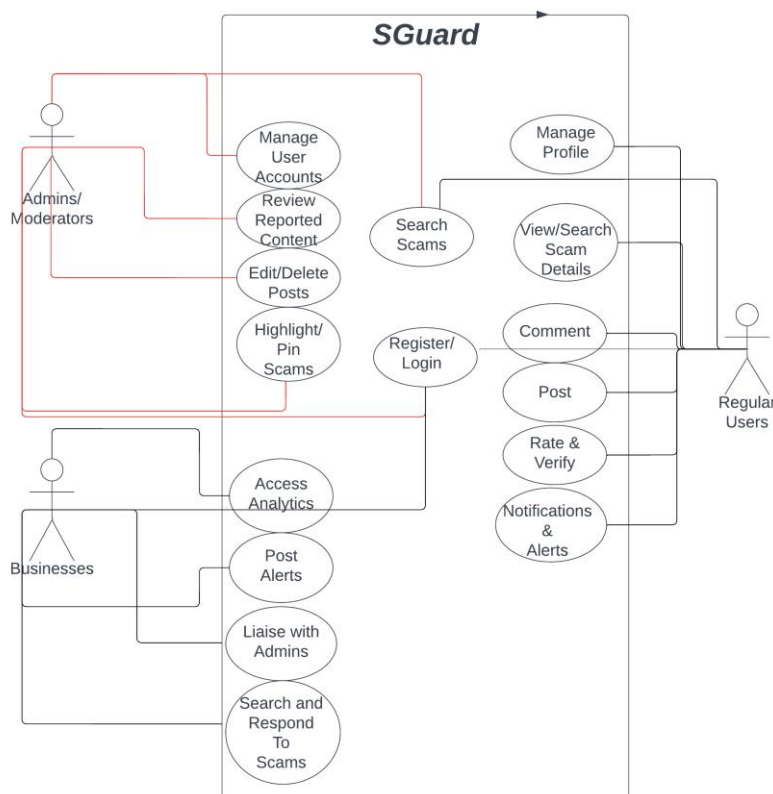 SGuard
Admins/
Moderators
Manage
User
Accounts
Review
Reported
Content
Edit/Delete
Posts
Highlight/
Pin
Scams
Search
Scams
Register/
Login
Manage
Profile
View/Search
Scam
Details
Comment
Post
Rate &
Verify
Notifications
&
Alerts
Regular
Users
Businesses
Access
Analytics
Post
Alerts
Liaise with
Admins
Search and
Respond
To
Scams